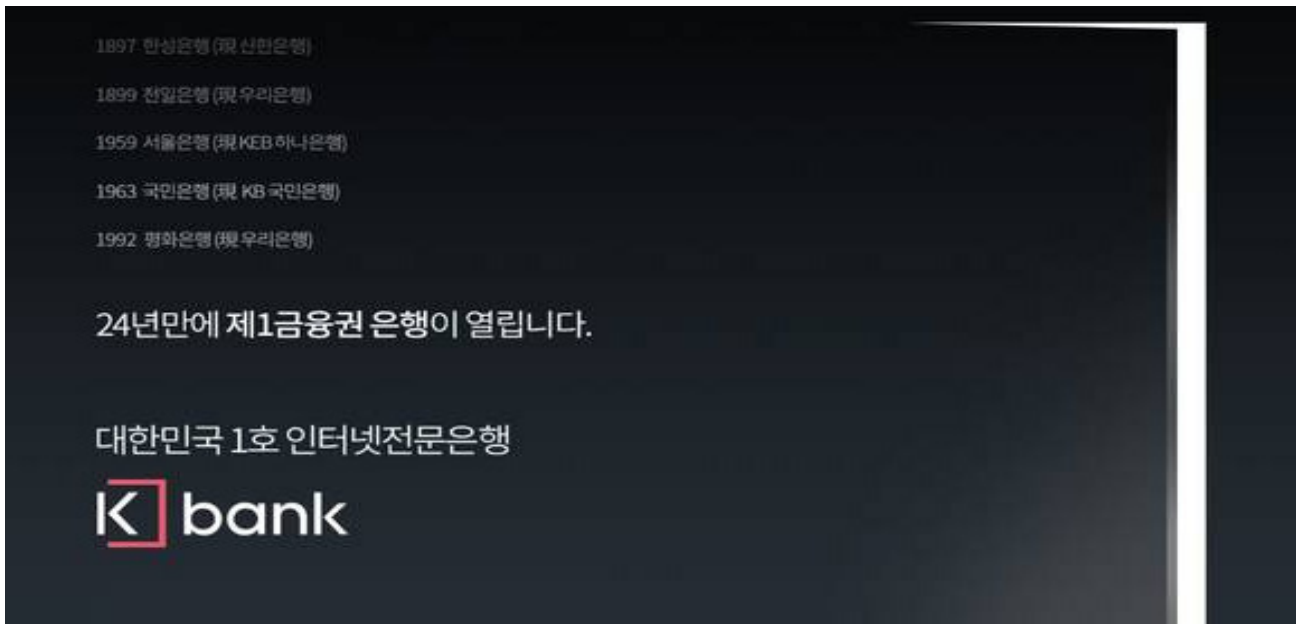 1897 한성은행(現 신한은행)
1899 천일은행(現 우리은행)
1959 서울은행(現 KEB 하나은행)
1963 국민은행(現 KB 국민은행)
1992 평화은행(現 우리은행)
24년만에 제1금융권 은행이 열립니다.
대한민국 1호 인터넷전문은행
K bank